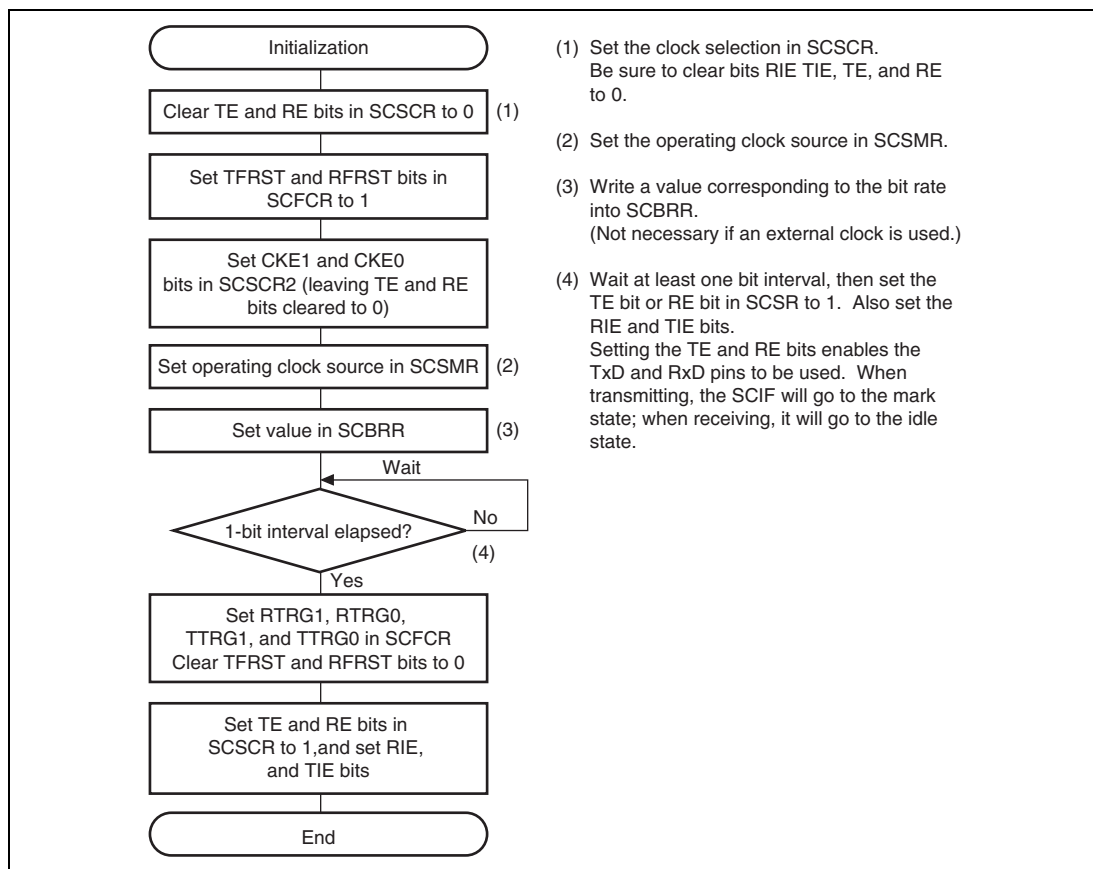 Initialization
Clear TE and RE bits in SCSCR to 0
(1)
Set TFRST and RFRST bits in
SCFCR to 1
Set CKE1 and CKE0
bits in SCSCR2 (leaving TE and RE
bits cleared to 0)
Set operating clock source in SCSMR
(2)
Set value in SCBRR
(3)
Wait
1-bit interval elapsed?
No
(4)
Yes
Set RTRG1, RTRG0,
TTRG1, and TTRG0 in SCFCR
Clear TFRST and RFRST bits to 0
Set TE and RE bits in
SCSCR to 1,and set RIE,
and TIE bits
End
(1) Set the clock selection in SCSCR.
Be sure to clear bits RIE TIE, TE, and RE
to 0.
(2) Set the operating clock source in SCSMR.
(3) Write a value corresponding to the bit rate
into SCBRR.
(Not necessary if an external clock is used.)
(4) Wait at least one bit interval, then set the
TE bit or RE bit in SCSR to 1. Also set the
RIE and TIE bits.
Setting the TE and RE bits enables the
TxD and RxD pins to be used. When
transmitting, the SCIF will go to the mark
state; when receiving, it will go to the idle
state.